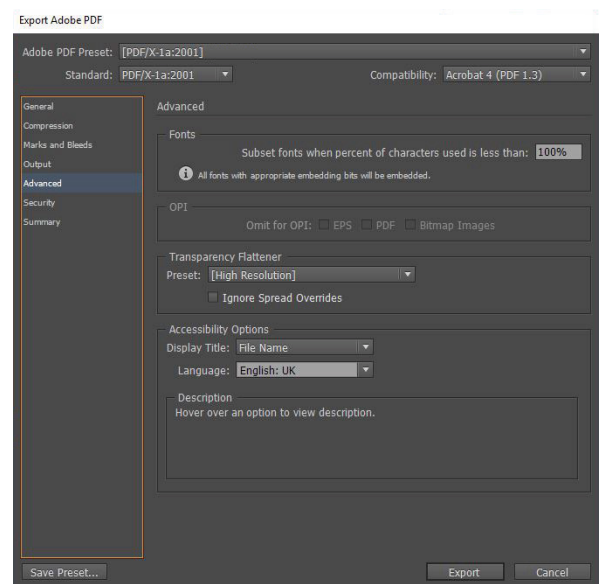 Export Adobe PDF
Adobe PDF Preset: [PDF/X-1a:2001]
Standard: PDF/X-1a:2001 Compatibility: Acrobat 4 (PDF 1.3)
General
Compression
Marks and Bleeds
Output
Advanced
Security
Summary
Advanced
Fonts
Subset fonts when percent of characters used is less than: 100%
All fonts with appropriate embedding bits will be embedded.
OPI
Omit for OPI: EPS PDF Bitmap Images
Transparency Flattener
Preset: [High Resolution]
Ignore Spread Overrides
Accessibility Options
Display Title: File Name
Language: English: UK
Description
Hover over an option to view description.
Save Preset... Export Cancel